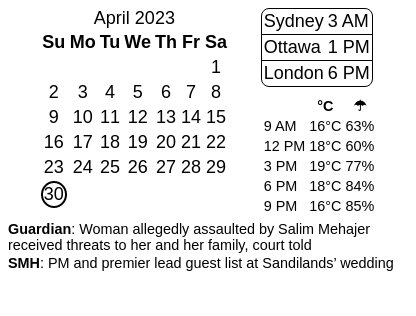 April 2023
Su Mo Tu We Th Fr Sa
1
2 3 4 5 6 7 8
9 10 11 12 13 14 15
16 17 18 19 20 21 22
23 24 25 26 27 28 29
30
Sydney 3 AM
Ottawa 1 PM
London 6 PM
°C ☂
9 AM 16°C 63%
12 PM 18°C 60%
3 PM 19°C 77%
6 PM 18°C 84%
9 PM 16°C 85%
Guardian: Woman allegedly assaulted by Salim Mehajer
received threats to her and her family, court told
SMH: PM and premier lead guest list at Sandilands’ wedding